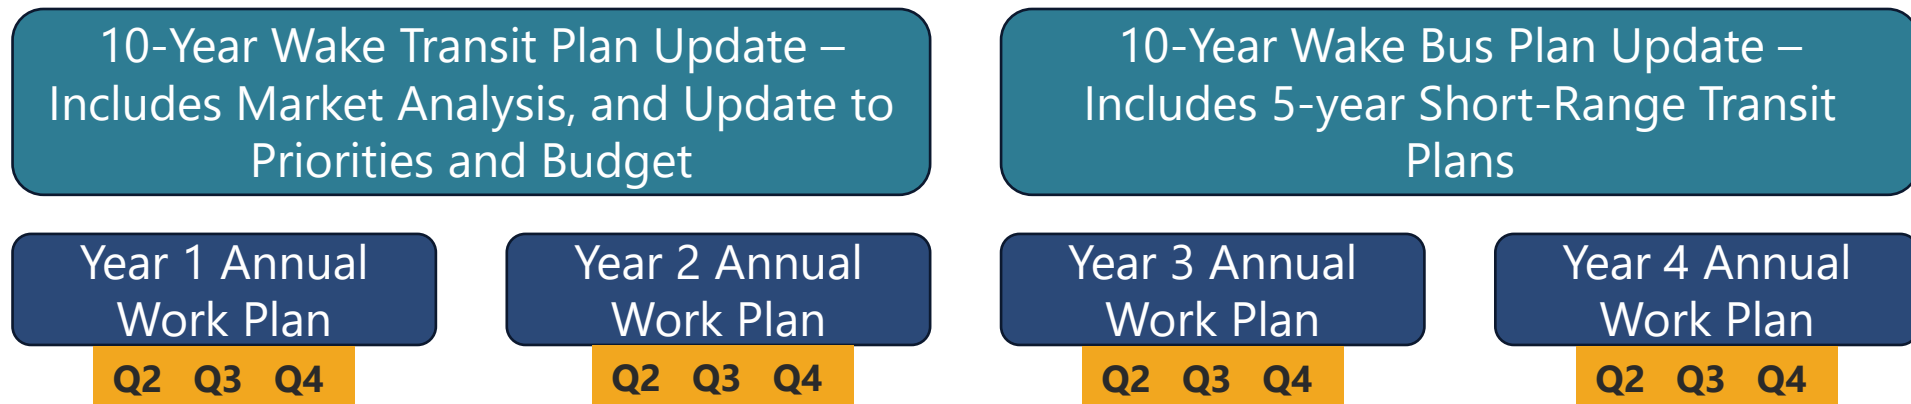 10-Year Wake Transit Plan Update –
Includes Market Analysis, and Update to
Priorities and Budget
10-Year Wake Bus Plan Update –
Includes 5-year Short-Range Transit
Plans
Year 1 Annual
Work Plan
Q2 Q3 Q4
Year 2 Annual
Work Plan
Q2 Q3 Q4
Year 3 Annual
Work Plan
Q2 Q3 Q4
Year 4 Annual
Work Plan
Q2 Q3 Q4